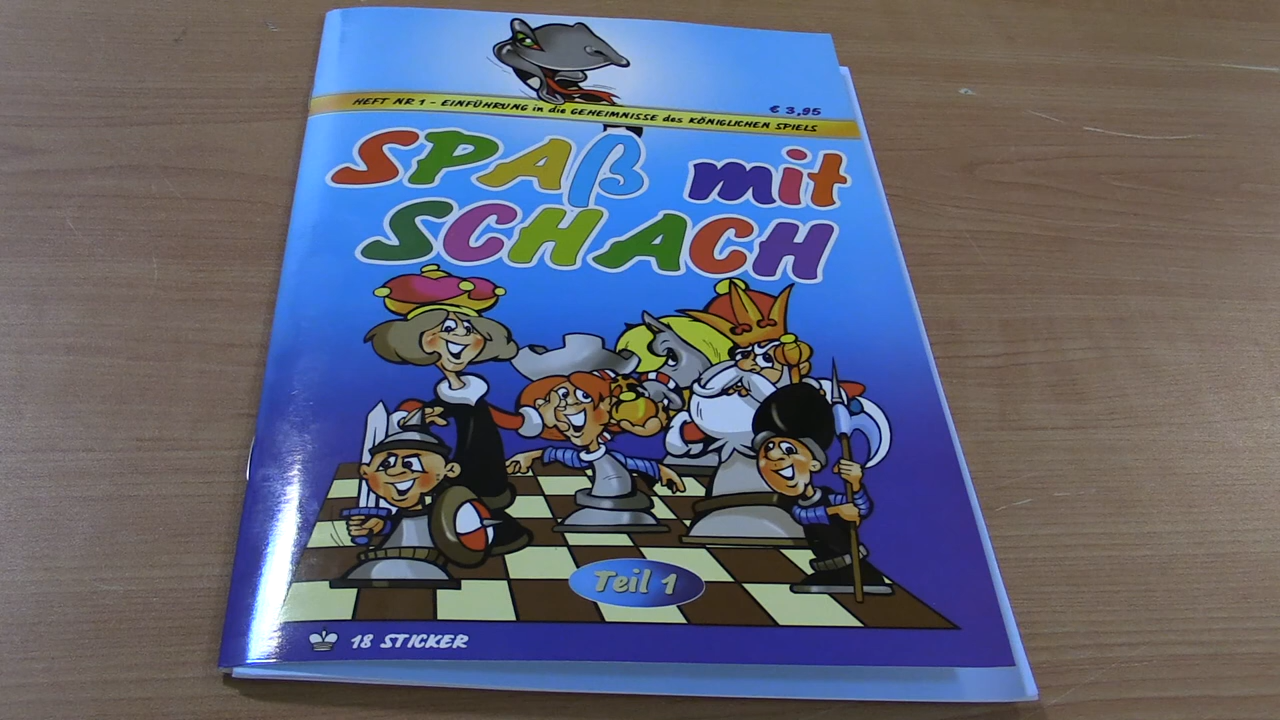 HEFT NR 1 - EINFÜHRUNG in die GEHEIMNISSE des KÖNIGLICHEN SPIELS
€ 3,95
SPAß mit
SCHACH
Teil 1
18 STICKER